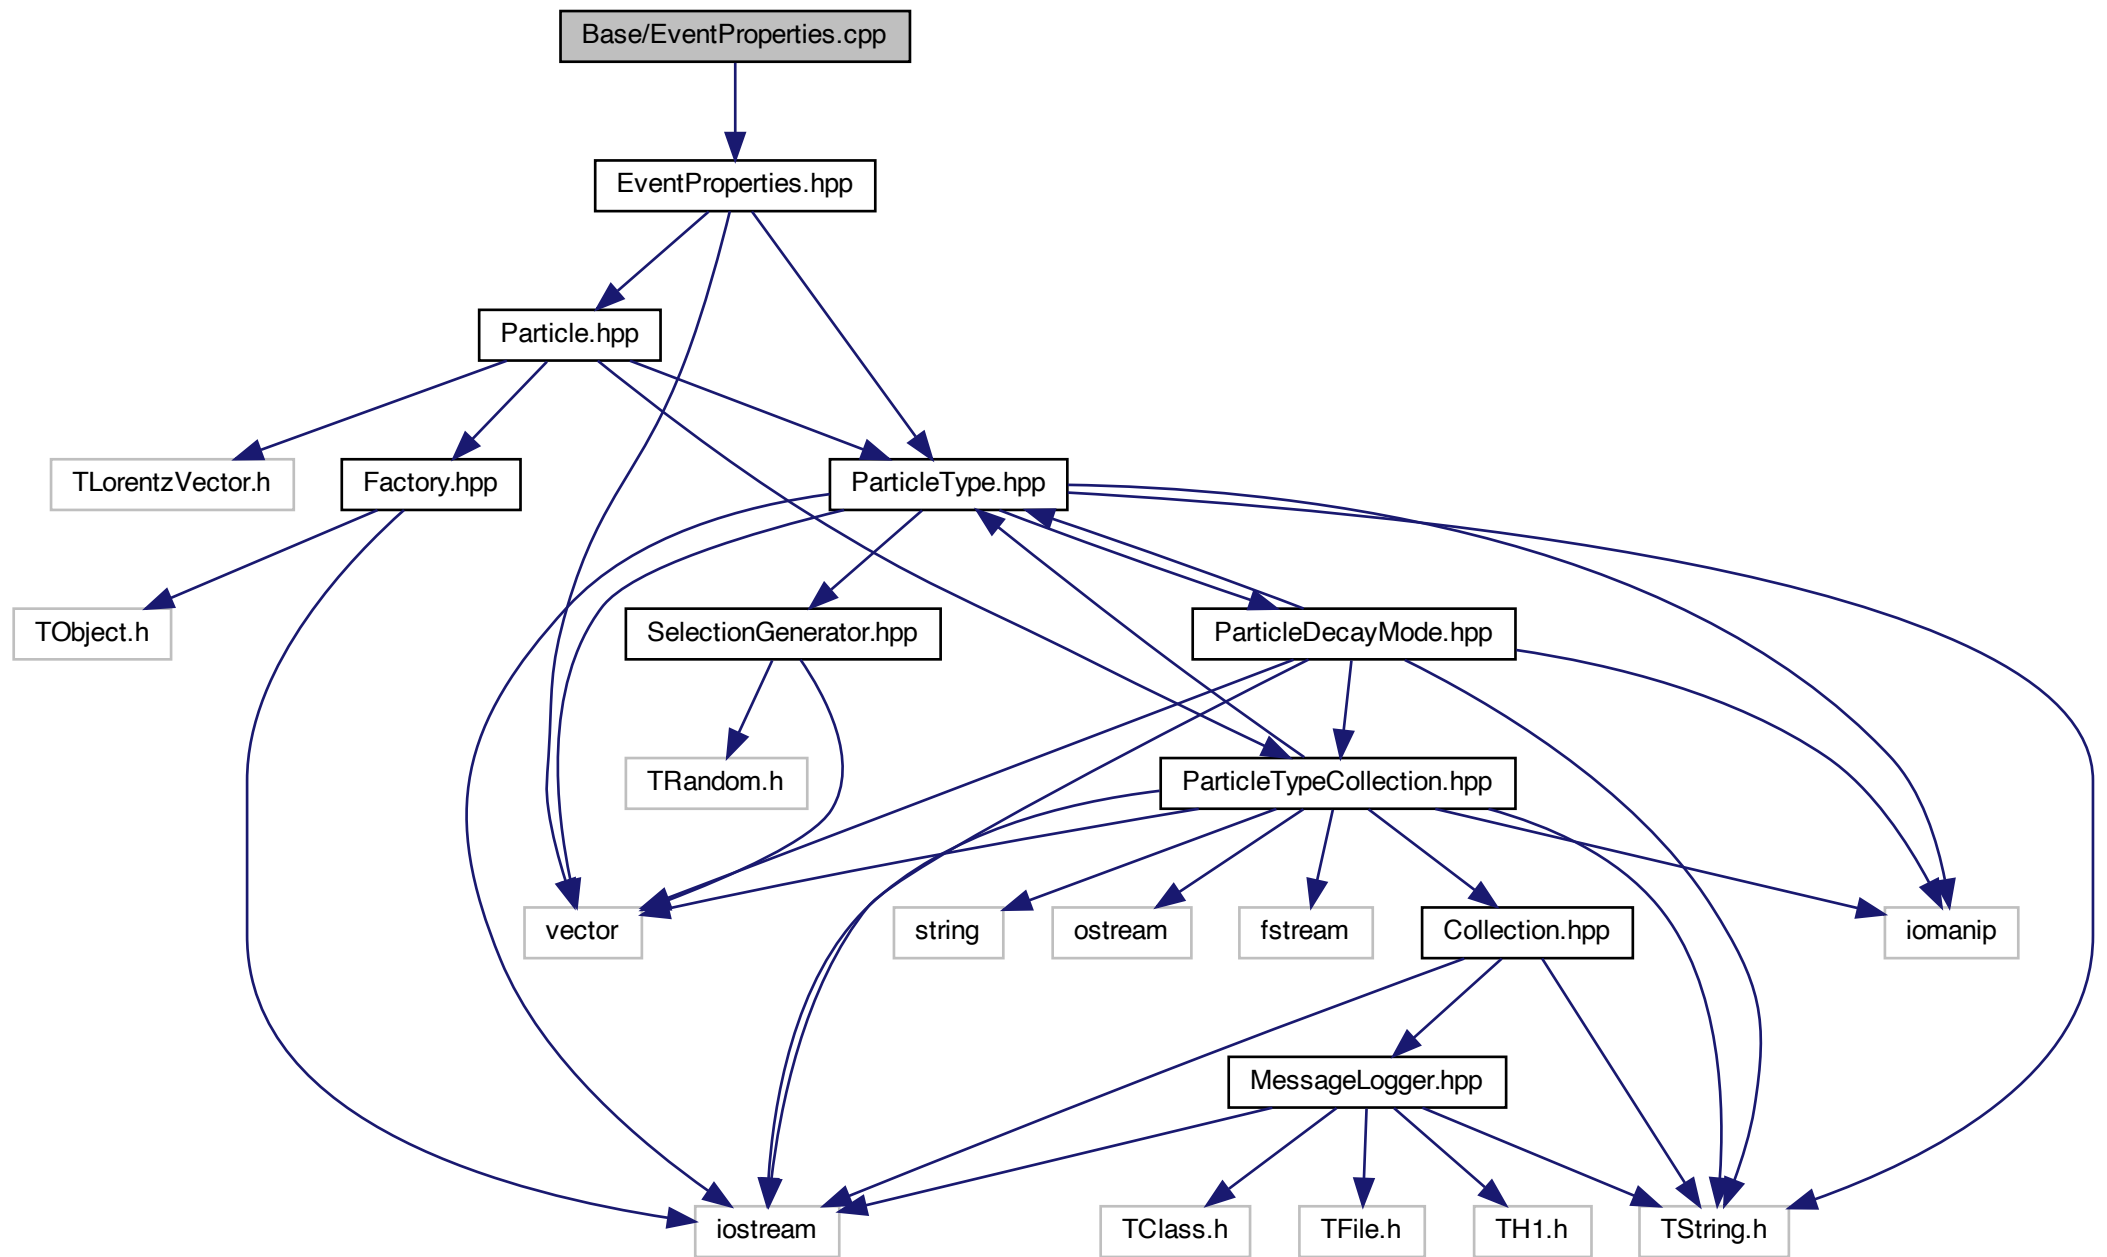 Base/EventProperties.cpp
EventProperties.hpp
Particle.hpp
TLorentzVector.h
Factory.hpp
ParticleType.hpp
TObject.h
SelectionGenerator.hpp
ParticleDecayMode.hpp
TRandom.h
ParticleTypeCollection.hpp
vector
string
ostream
fstream
Collection.hpp
iomanip
MessageLogger.hpp
iostream
TClass.h
TFile.h
TH1.h
TString.h